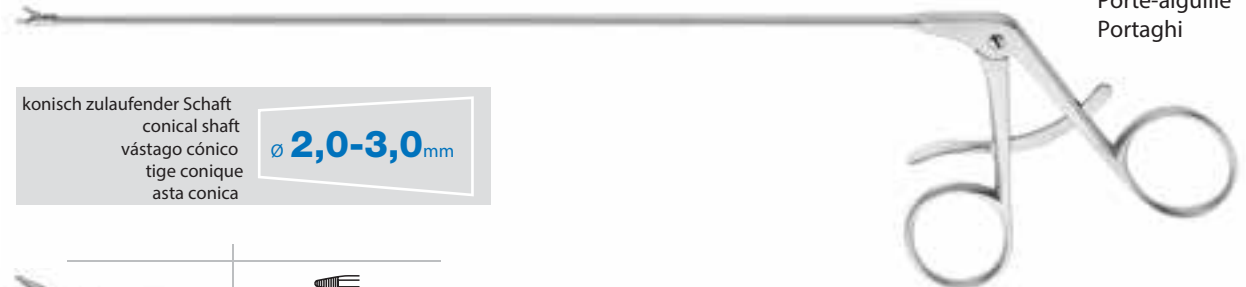 Porte-aiguille
Portaghi
konisch zulaufender Schaft
conical shaft
vástago cónico
tige conique
asta conica
ø 2,0-3,0mm